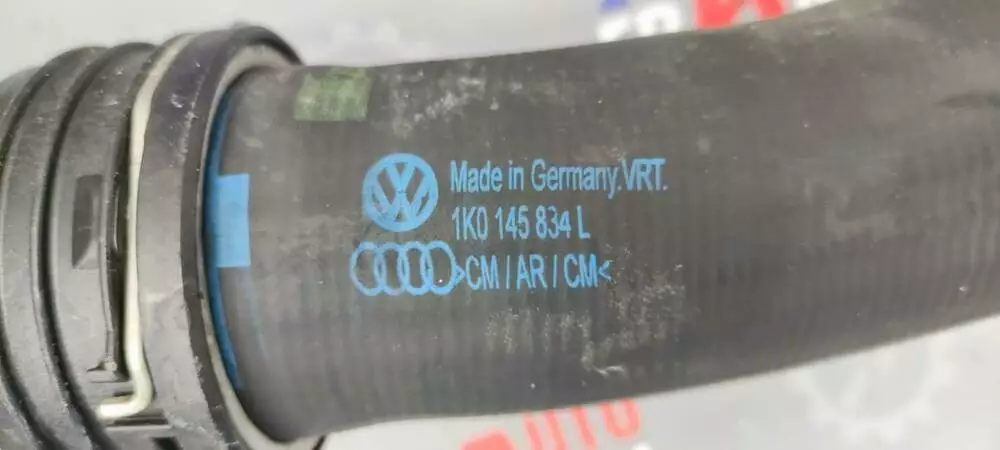 Made in Germany.VRT.
1K0 145 834 L
>CM / AR / CM<